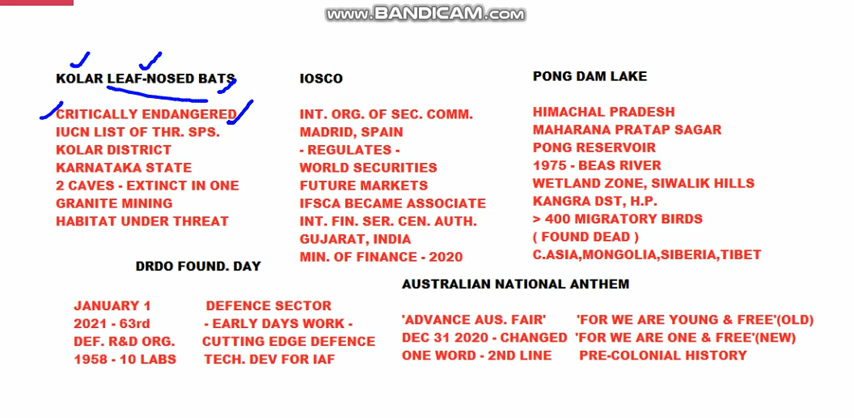 www.BANDICAM.com
KOLAR LEAF-NOSED BATS
CRITICALLY ENDANGERED
IUCN LIST OF THR. SPS.
KOLAR DISTRICT
KARNATAKA STATE
2 CAVES - EXTINCT IN ONE
GRANITE MINING
HABITAT UNDER THREAT
IOSCO
INT. ORG. OF SEC. COMM.
MADRID, SPAIN
- REGULATES -
WORLD SECURITIES
FUTURE MARKETS
IFSCA BECAME ASSOCIATE
INT. FIN. SER. CEN. AUTH.
GUJARAT, INDIA
MIN. OF FINANCE - 2020
PONG DAM LAKE
HIMACHAL PRADESH
MAHARANA PRATAP SAGAR
PONG RESERVOIR
1975 - BEAS RIVER
WETLAND ZONE, SIWALIK HILLS
KANGRA DST, H.P.
> 400 MIGRATORY BIRDS
( FOUND DEAD )
C.ASIA,MONGOLIA,SIBERIA,TIBET
DRDO FOUND. DAY
JANUARY 1
2021 - 63rd
DEF. R&D ORG.
1958 - 10 LABS
DEFENCE SECTOR
- EARLY DAYS WORK -
CUTTING EDGE DEFENCE
TECH. DEV FOR IAF
AUSTRALIAN NATIONAL ANTHEM
'ADVANCE AUS. FAIR'
DEC 31 2020 - CHANGED
ONE WORD - 2ND LINE
'FOR WE ARE YOUNG & FREE'(OLD)
'FOR WE ARE ONE & FREE'(NEW)
PRE-COLONIAL HISTORY